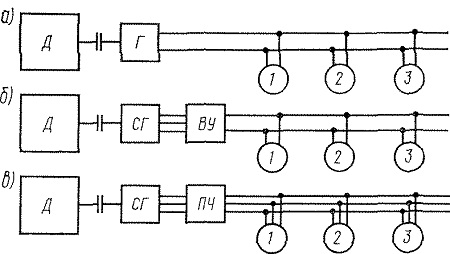 а) Д Г
1 2 3
б) Д СГ ВУ
1 2 3
в) Д СГ ПЧ
1 2 3